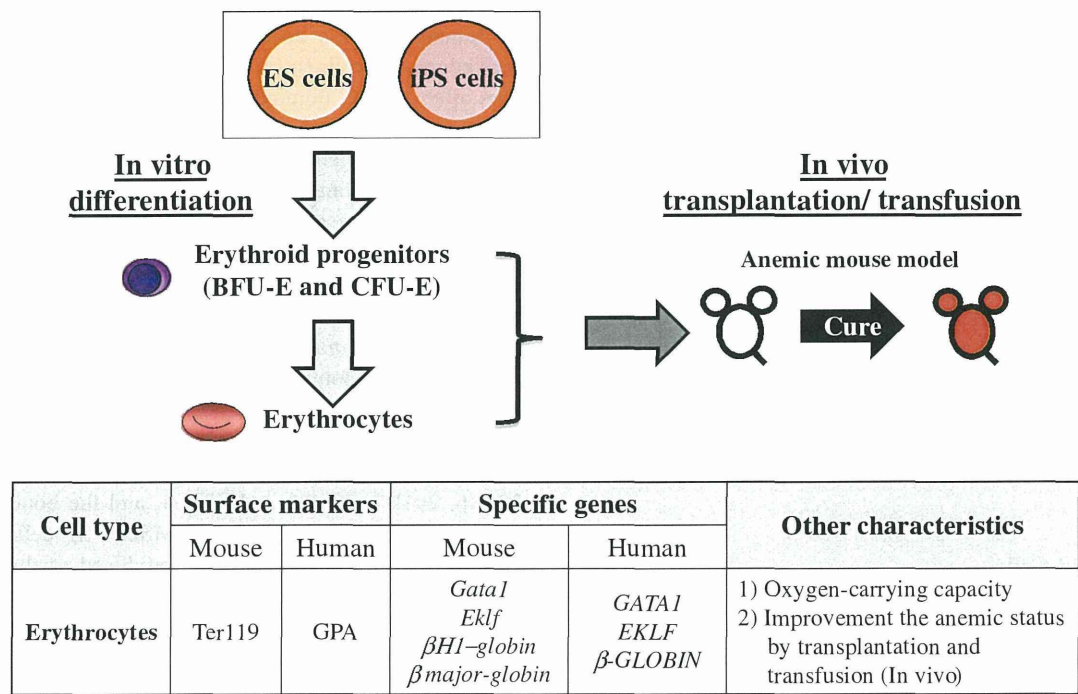 ES cells
iPS cells
In vitro
differentiation
In vivo
transplantation/ transfusion
Erythroid progenitors
(BFU-E and CFU-E)
Anemic mouse model
Cure
Erythrocytes
Cell type
Surface markers
Specific genes
Other characteristics
Mouse
Human
Mouse
Human
Erythrocytes
Ter119
GPA
Gata1
Eklf
βH1–globin
βmajor-globin
GATA1
EKLF
β-GLOBIN
1) Oxygen-carrying capacity
2) Improvement the anemic status
by transplantation and
transfusion (In vivo)